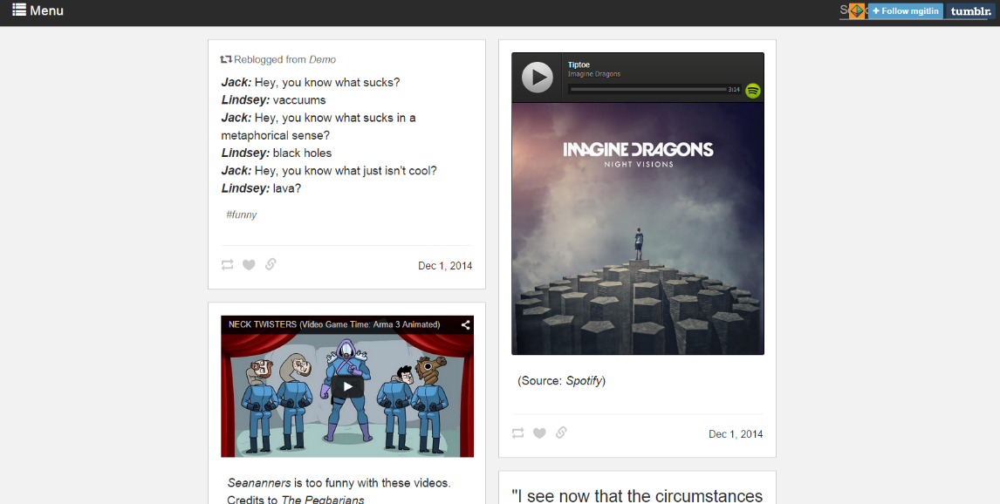 Menu
+ Follow mgitlin
tumblr.
Reblogged from Demo
Jack: Hey, you know what sucks?
Lindsey: vaccuums
Jack: Hey, you know what sucks in a
metaphorical sense?
Lindsey: black holes
Jack: Hey, you know what just isn't cool?
Lindsey: lava?
#funny
Dec 1, 2014
NECK TWISTERS (Video Game Time: Arma 3 Animated)
Seananners is too funny with these videos.
Credits to The Pegbarians
Tiptoe
Imagine Dragons
3:14
IMAGINE DRAGONS
NIGHT VISIONS
(Source: Spotify)
Dec 1, 2014
"I see now that the circumstances